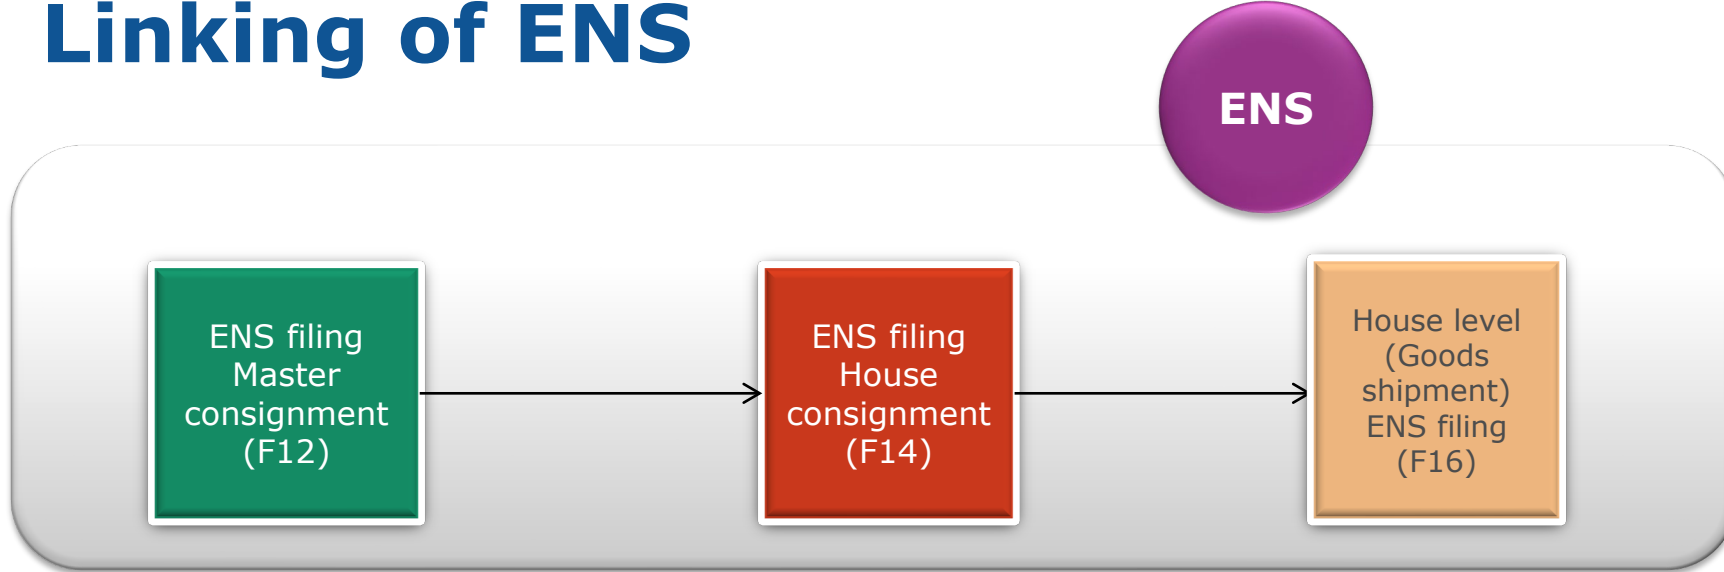 Linking of ENS
ENS
ENS filing
Master
consignment
(F12)
ENS filing
House
consignment
(F14)
House level
(Goods
shipment)
ENS filing
(F16)